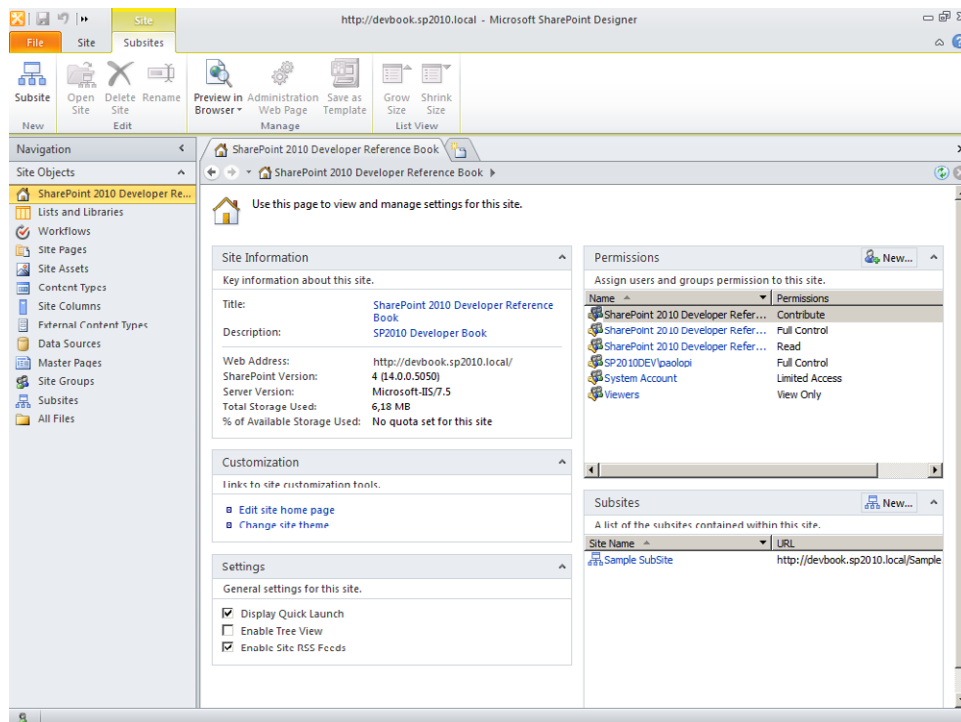 Site
http://devbook.sp2010.local - Microsoft SharePoint Designer
File
Site
Subsites
Subsite
Open Site
Delete Site
Rename
Preview in Browser
Administration Web Page
Save as Template
Grow Size
Shrink Size
New
Edit
Manage
List View
Navigation
Site Objects
SharePoint 2010 Developer Re...
Lists and Libraries
Workflows
Site Pages
Site Assets
Content Types
Site Columns
External Content Types
Data Sources
Master Pages
Site Groups
Subsites
All Files
SharePoint 2010 Developer Reference Book
SharePoint 2010 Developer Reference Book
Use this page to view and manage settings for this site.
Site Information
Key information about this site.
Title: SharePoint 2010 Developer Reference
Book
Description: SP2010 Developer Book
Web Address: http://devbook.sp2010.local/
SharePoint Version: 4 (14.0.0.5050)
Server Version: Microsoft-IIS/7.5
Total Storage Used: 6,18 MB
% of Available Storage Used: No quota set for this site
Customization
Links to site customization tools.
Edit site home page
Change site theme
Settings
General settings for this site.
Display Quick Launch
Enable Tree View
Enable Site RSS Feeds
Permissions
New...
Assign users and groups permission to this site.
Name Permissions
SharePoint 2010 Developer Refer... Contribute
SharePoint 2010 Developer Refer... Full Control
SharePoint 2010 Developer Refer... Read
SP2010DEV\paolopi Full Control
System Account Limited Access
Viewers View Only
Subsites
New...
A list of the subsites contained within this site.
Site Name URL
Sample SubSite http://devbook.sp2010.local/Sample